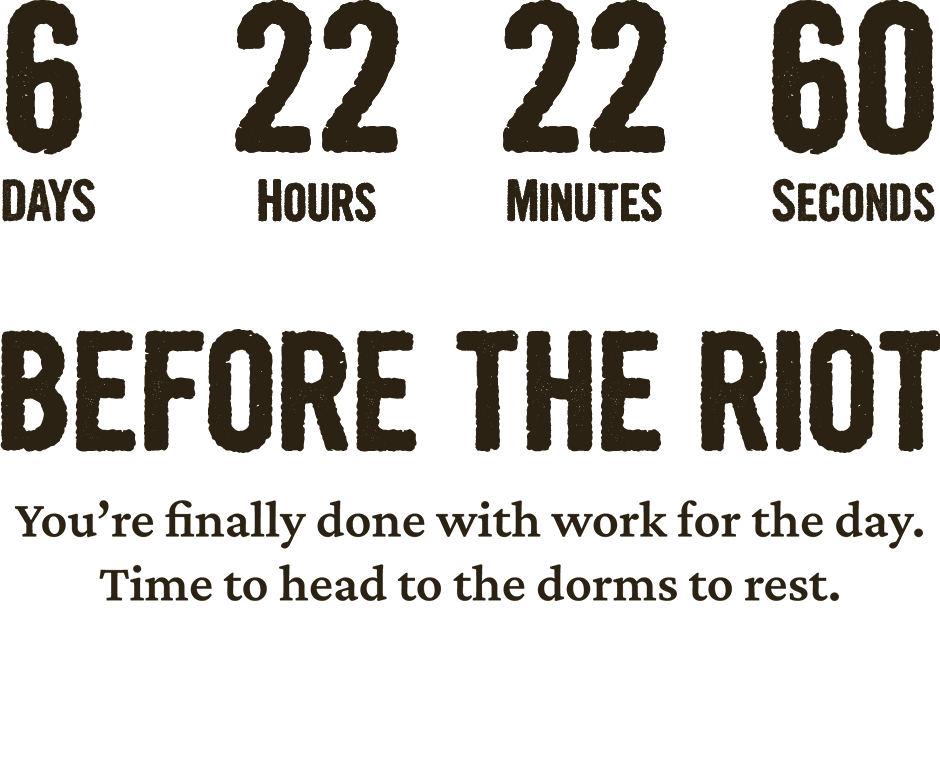 6 22 22 60
DAYS HOURS MINUTES SECONDS
BEFORE THE RIOT
You’re finally done with work for the day.
Time to head to the dorms to rest.